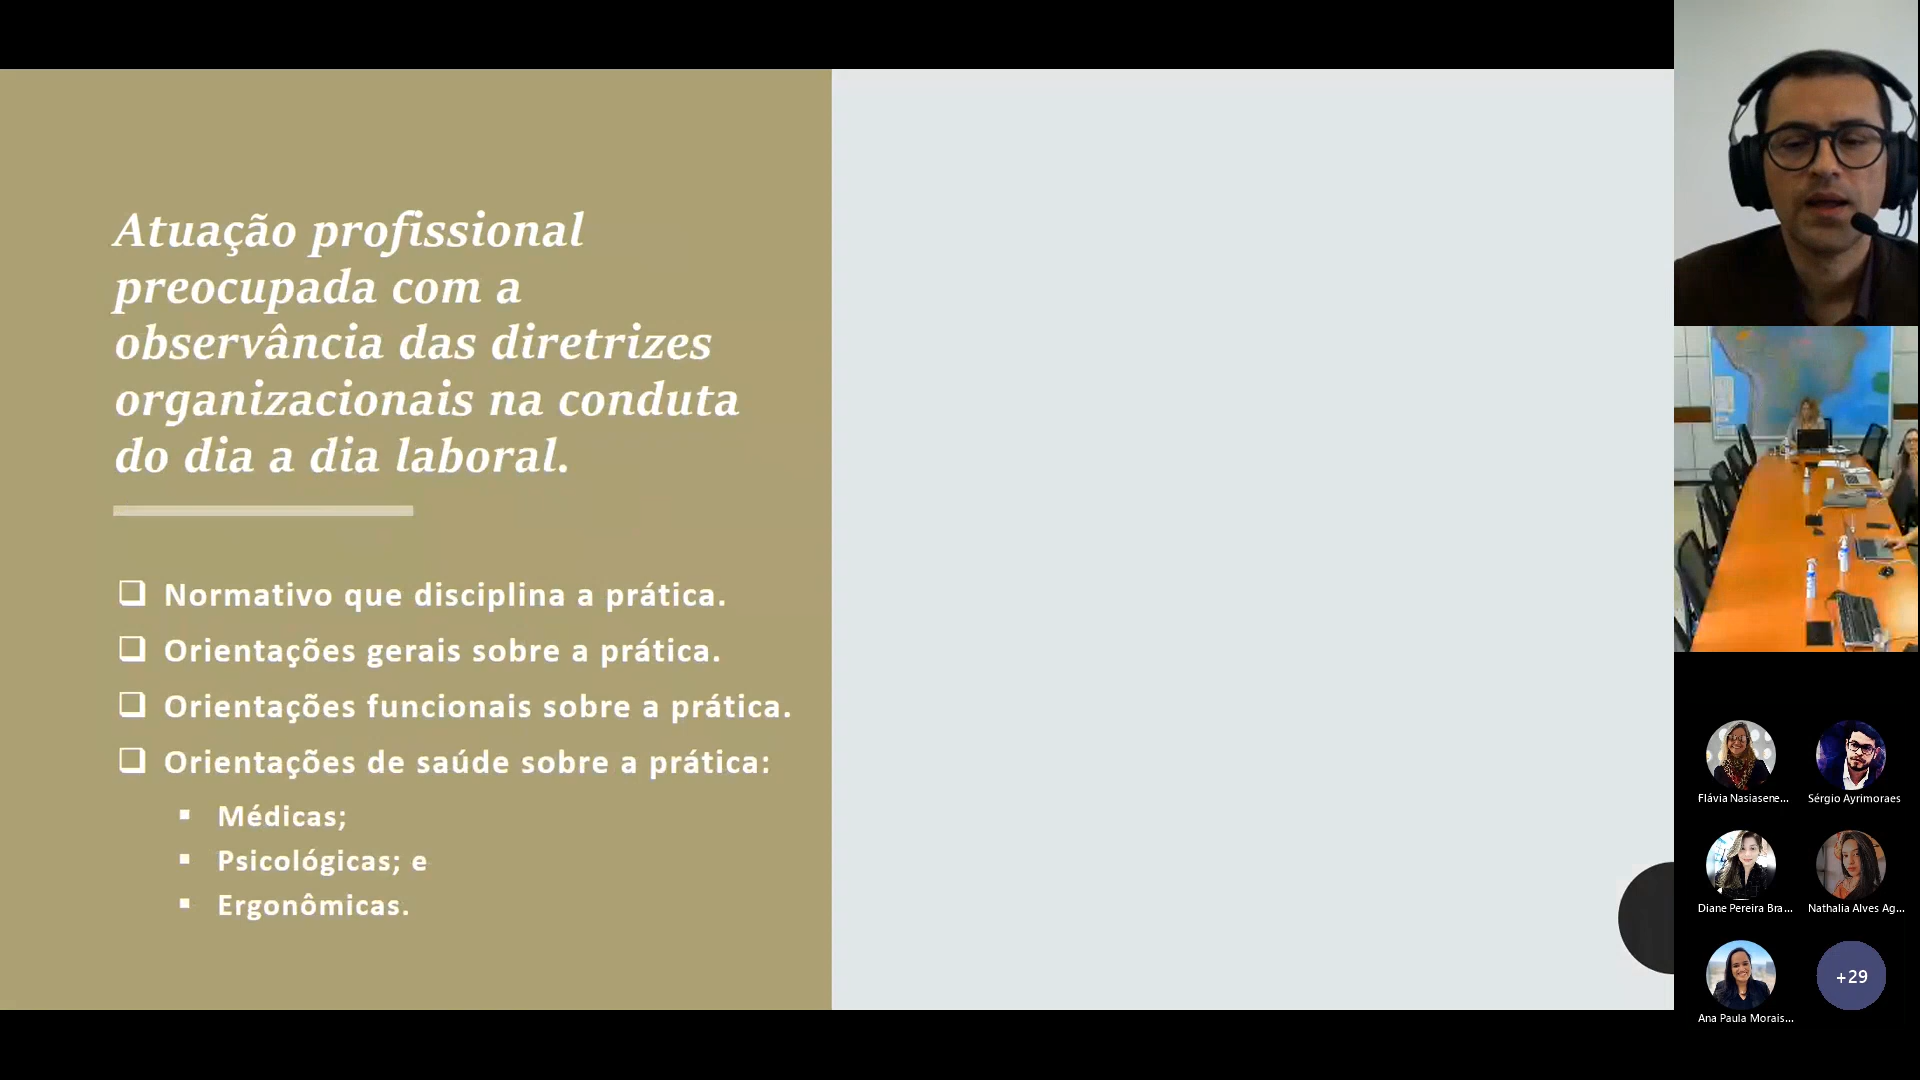 Atuação profissional
preocupada com a
observância das diretrizes
organizacionais na conduta
do dia a dia laboral.
Normativo que disciplina a prática.
Orientações gerais sobre a prática.
Orientações funcionais sobre a prática.
Orientações de saúde sobre a prática:
Médicas;
Psicológicas; e
Ergonômicas.
Flávia Nasiasene...
Sérgio Ayrimoraes
Diane Pereira Bra...
Nathalia Alves Ag...
Ana Paula Morais...
+29